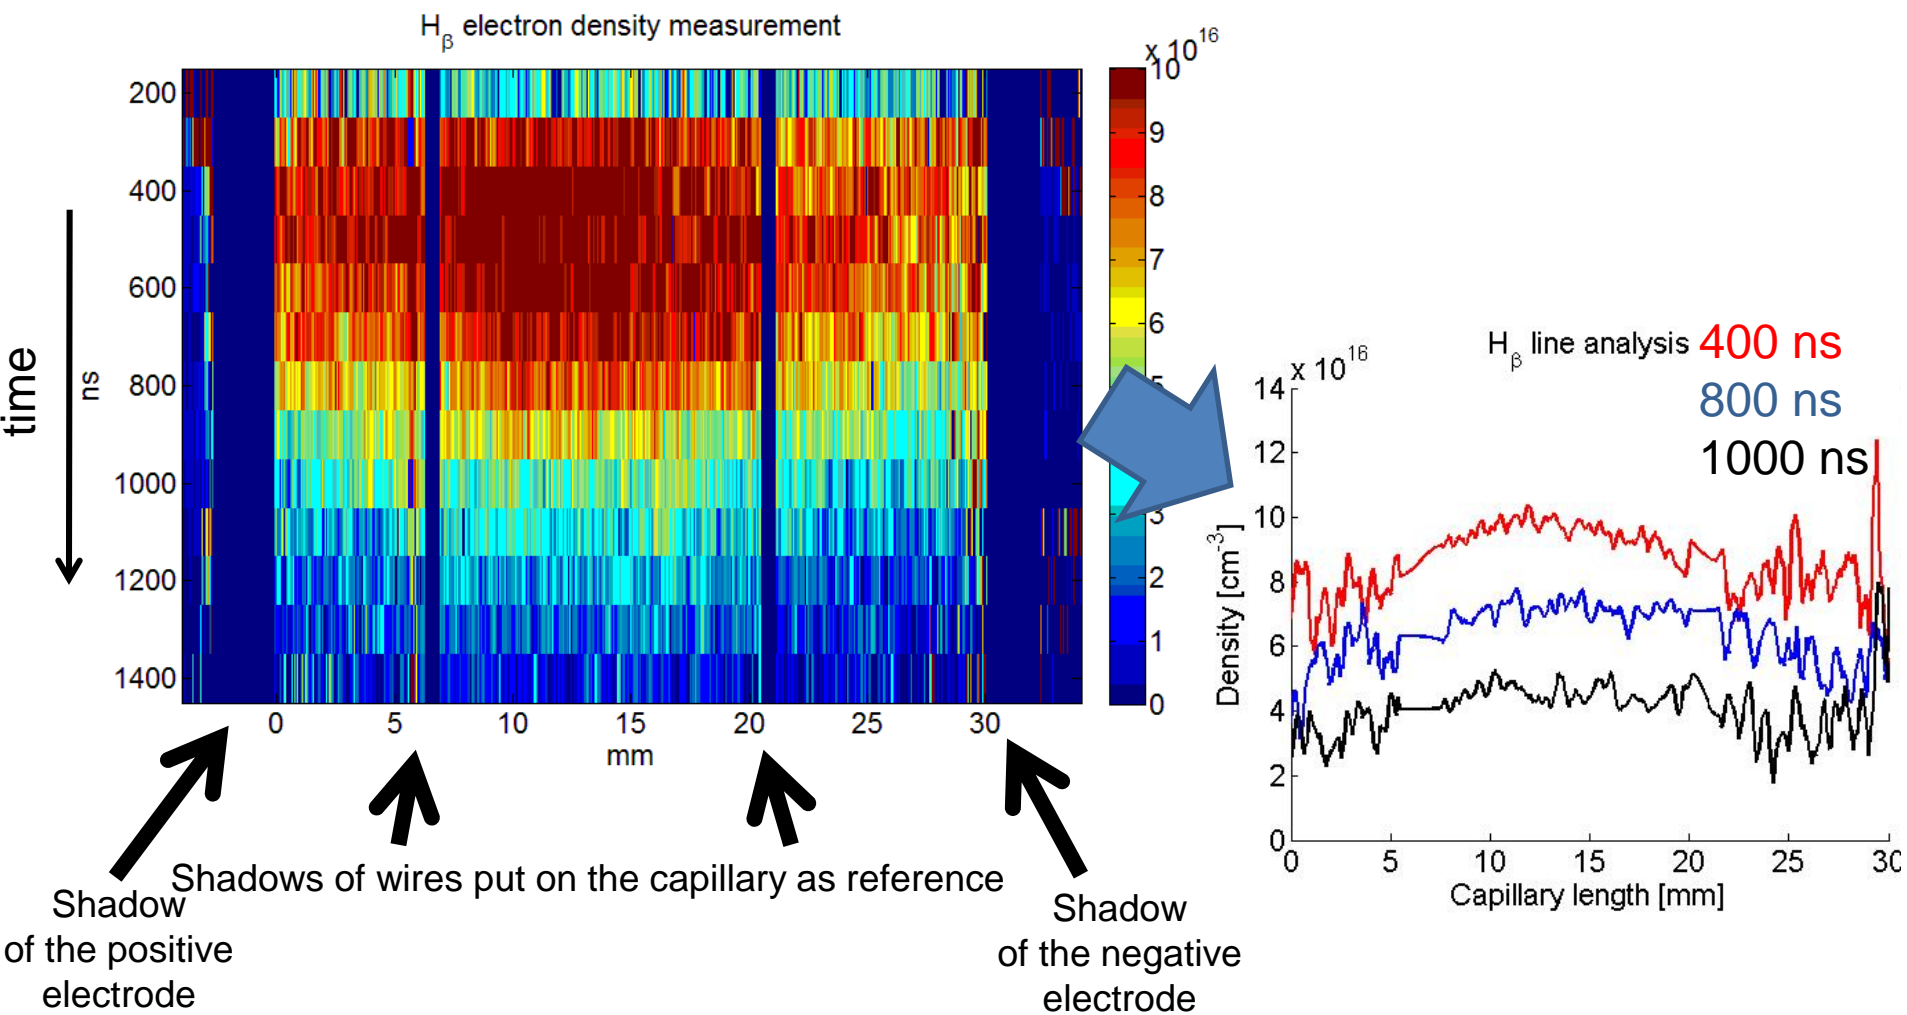 H_β electron density measurement
x 10^16
200
400
600
800
1000
1200
1400
time
ns
0
5
10
15
20
25
30
mm
10
9
8
7
6
5
3
2
1
0
Shadow
of the positive
electrode
Shadows of wires put on the capillary as reference
Shadow
of the negative
electrode
H_β line analysis
400 ns
800 ns
1000 ns
x 10^16
14
12
10
8
6
4
2
0
Density [cm^-3]
0
5
10
15
20
25
30
Capillary length [mm]